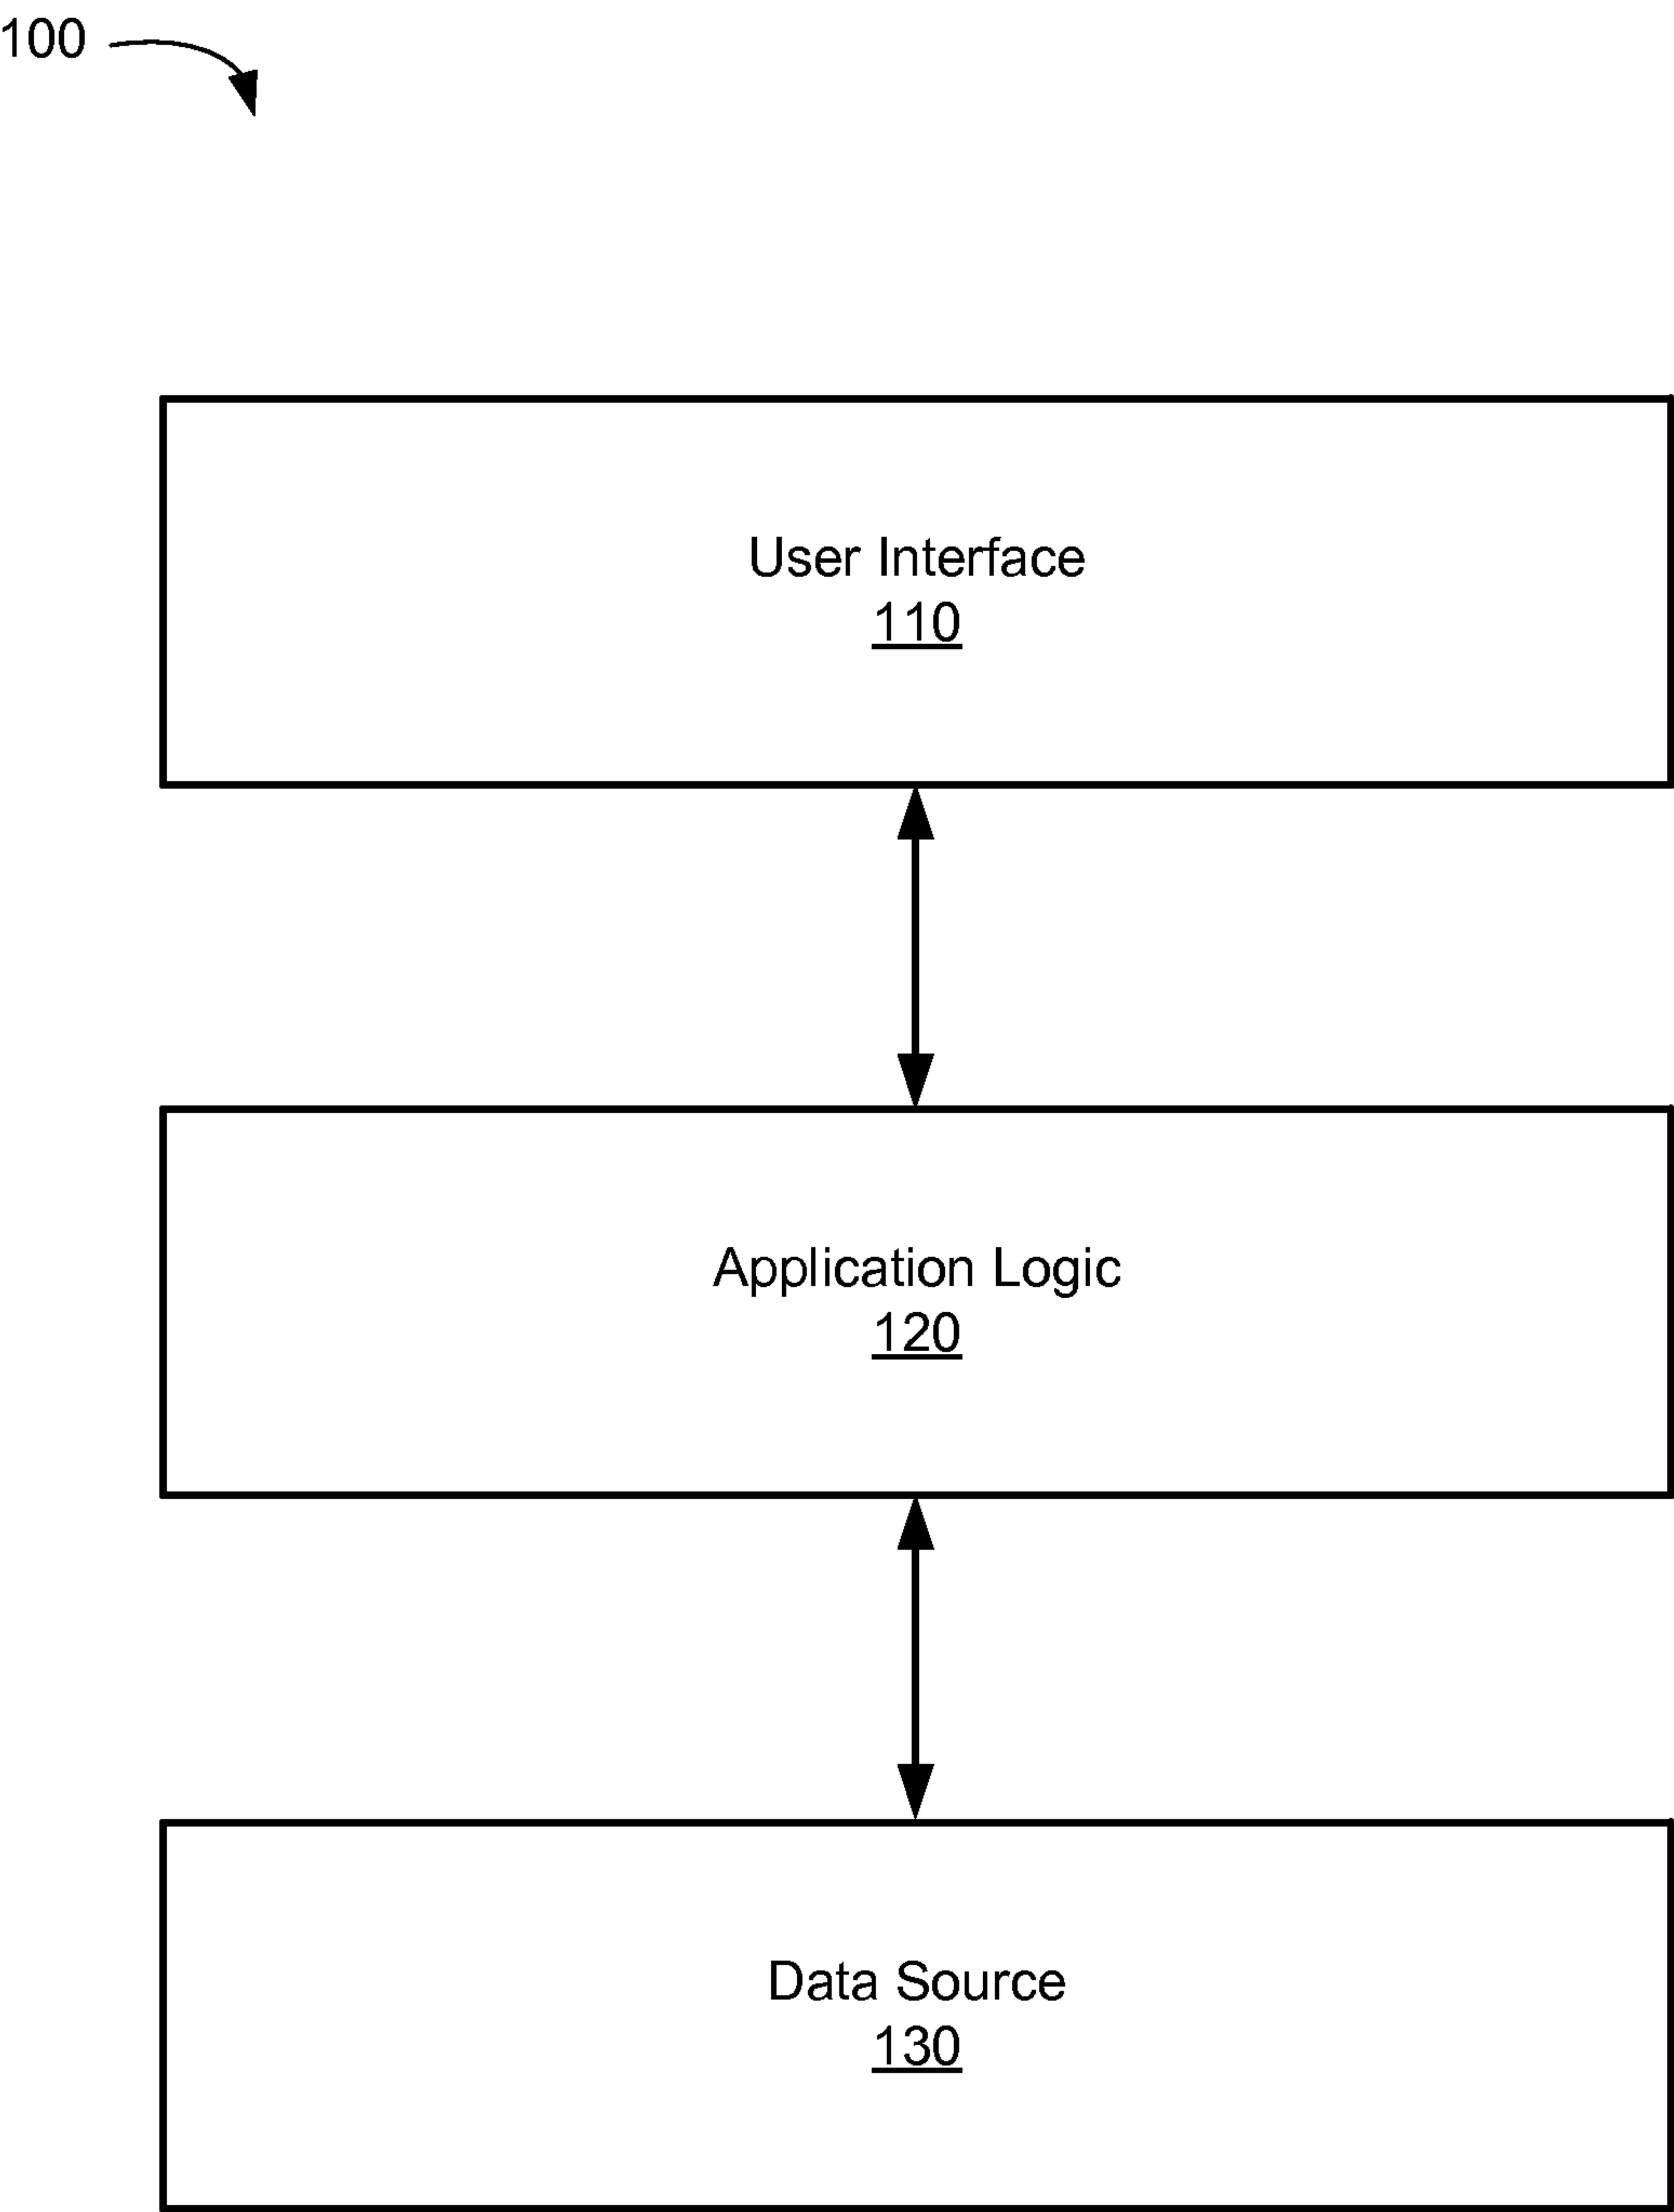 100
User Interface
110
Application Logic
120
Data Source
130